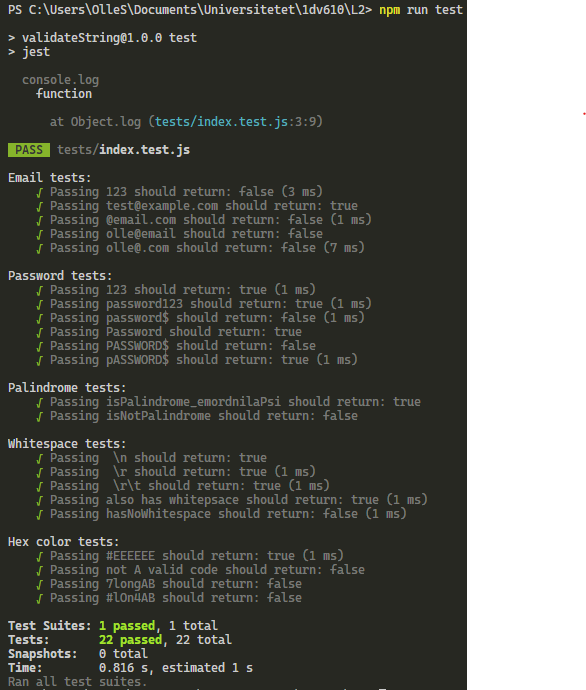 PS C:\Users\OlleS\Documents\Universitetet\1dv610\L2> npm run test
> validateString@1.0.0 test
> jest
console.log
function
at Object.log (tests/index.test.js:3:9)
PASS tests/index.test.js
Email tests:
√ Passing 123 should return: false (3 ms)
√ Passing test@example.com should return: true
√ Passing @email.com should return: false (1 ms)
√ Passing olle@email should return: false
√ Passing olle@.com should return: false (7 ms)
Password tests:
√ Passing 123 should return: true (1 ms)
√ Passing password123 should return: true (1 ms)
√ Passing password$ should return: false (1 ms)
√ Passing Password should return: true
√ Passing PASSWORD$ should return: false
√ Passing pASSWORD$ should return: true (1 ms)
Palindrome tests:
√ Passing isPalindrome_emordnilaPsi should return: true
√ Passing isNotPalindrome should return: false
Whitespace tests:
√ Passing  \n should return: true
√ Passing  \r should return: true (1 ms)
√ Passing  \r\t should return: true (1 ms)
√ Passing also has whitepsace should return: true (1 ms)
√ Passing hasNoWhitespace should return: false (1 ms)
Hex color tests:
√ Passing #EEEEEE should return: true (1 ms)
√ Passing not A valid code should return: false
√ Passing 7longAB should return: false
√ Passing #lOn4AB should return: false
Test Suites: 1 passed, 1 total
Tests:       22 passed, 22 total
Snapshots:   0 total
Time:        0.816 s, estimated 1 s
Ran all test suites.